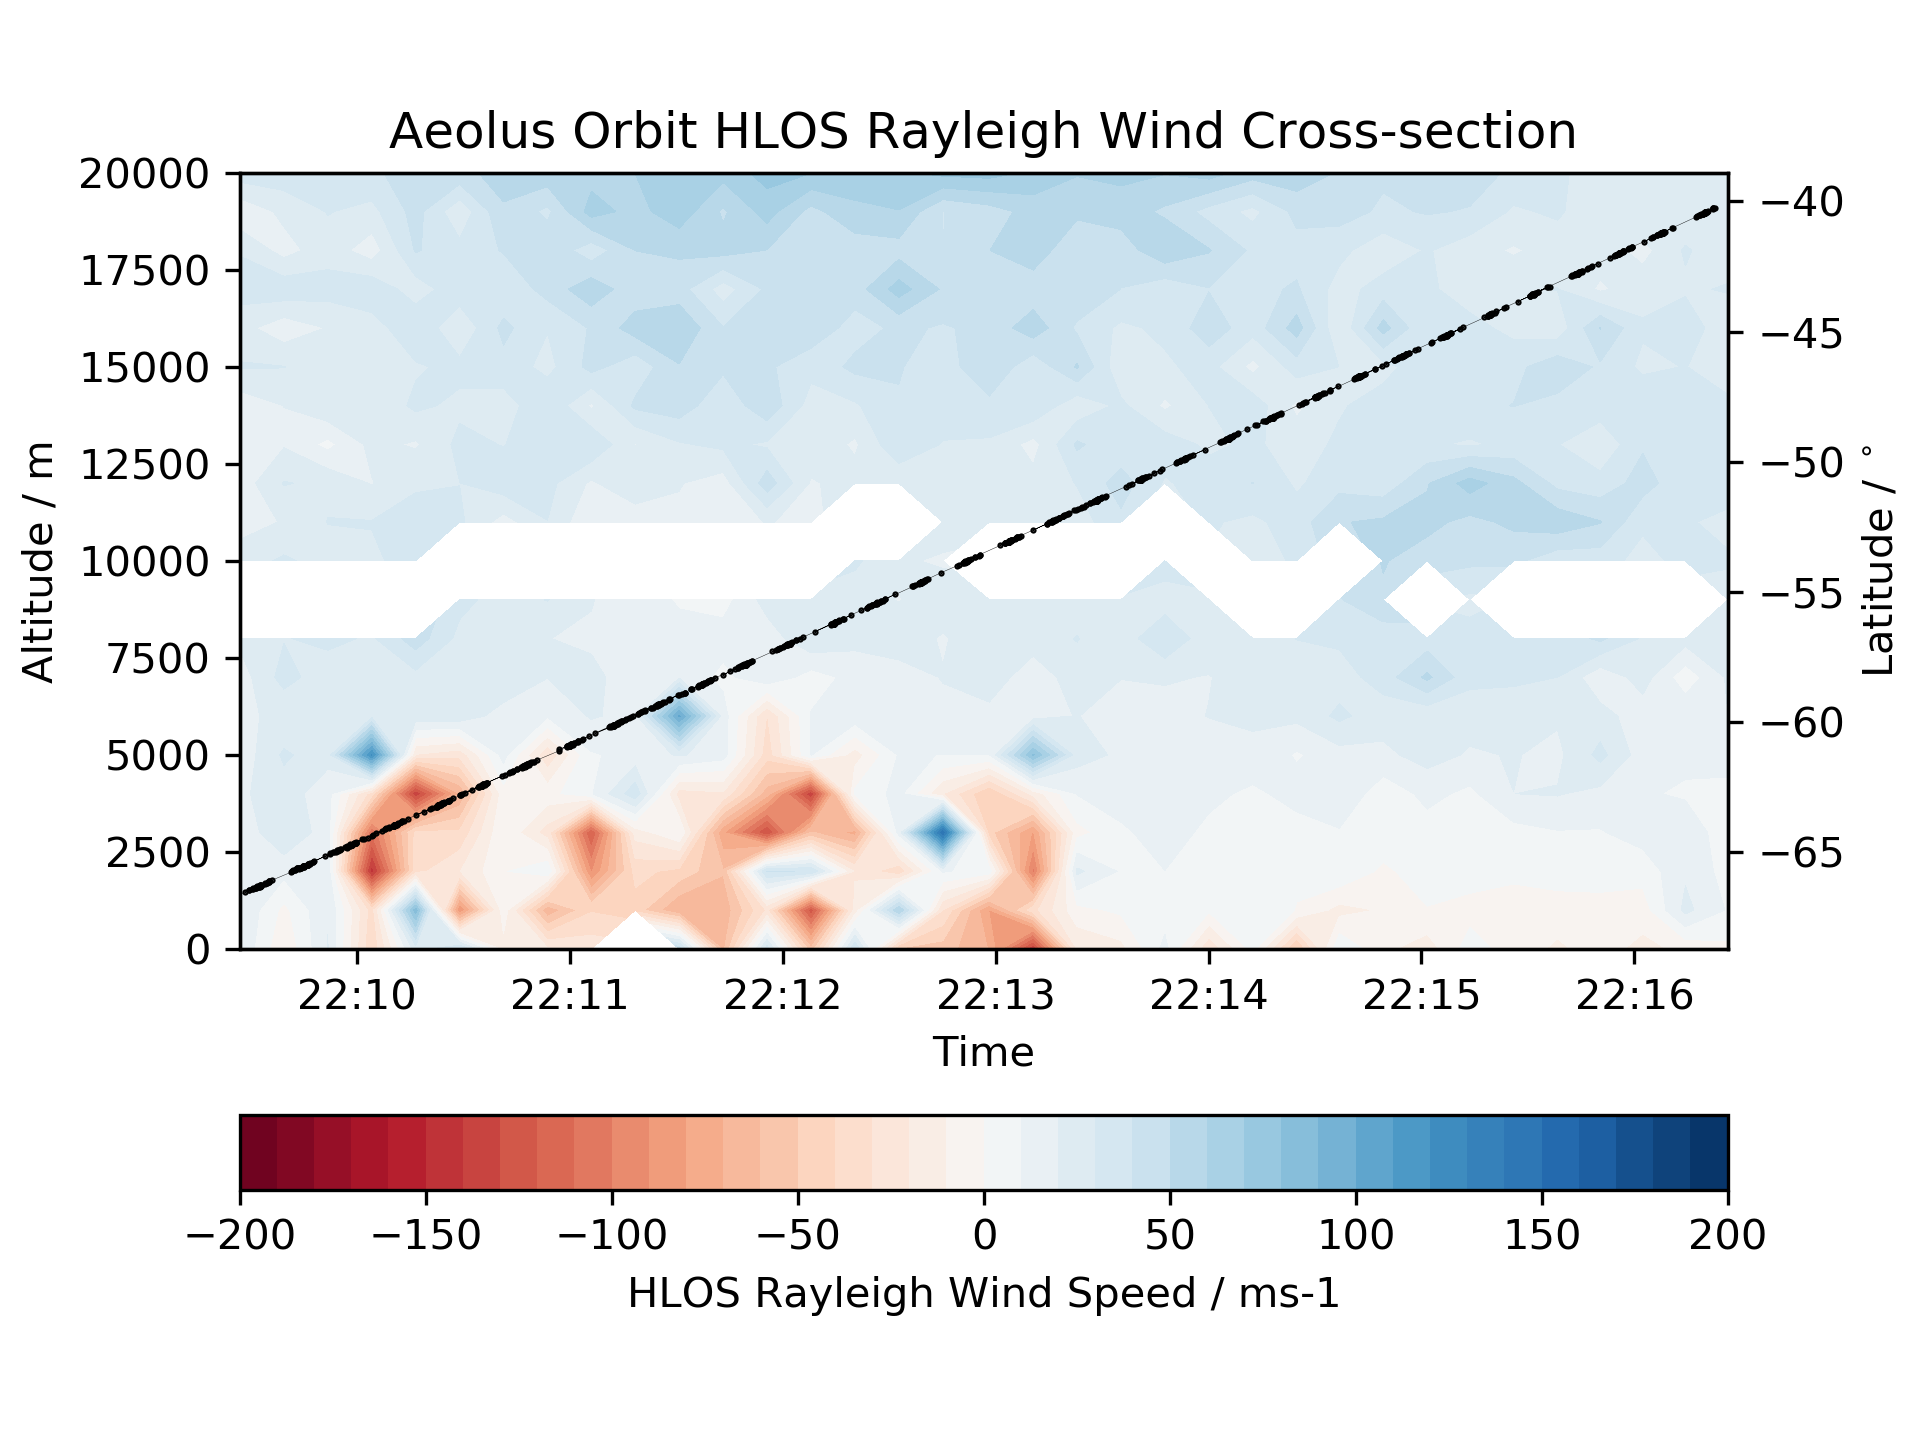 Aeolus Orbit HLOS Rayleigh Wind Cross-section
20000
17500
15000
12500
10000
7500
5000
2500
0
Altitude / m
−40
−45
−50
−55
−60
−65
Latitude / °
22:10 22:11 22:12 22:13 22:14 22:15 22:16
Time
−200 −150 −100 −50 0 50 100 150 200
HLOS Rayleigh Wind Speed / ms-1